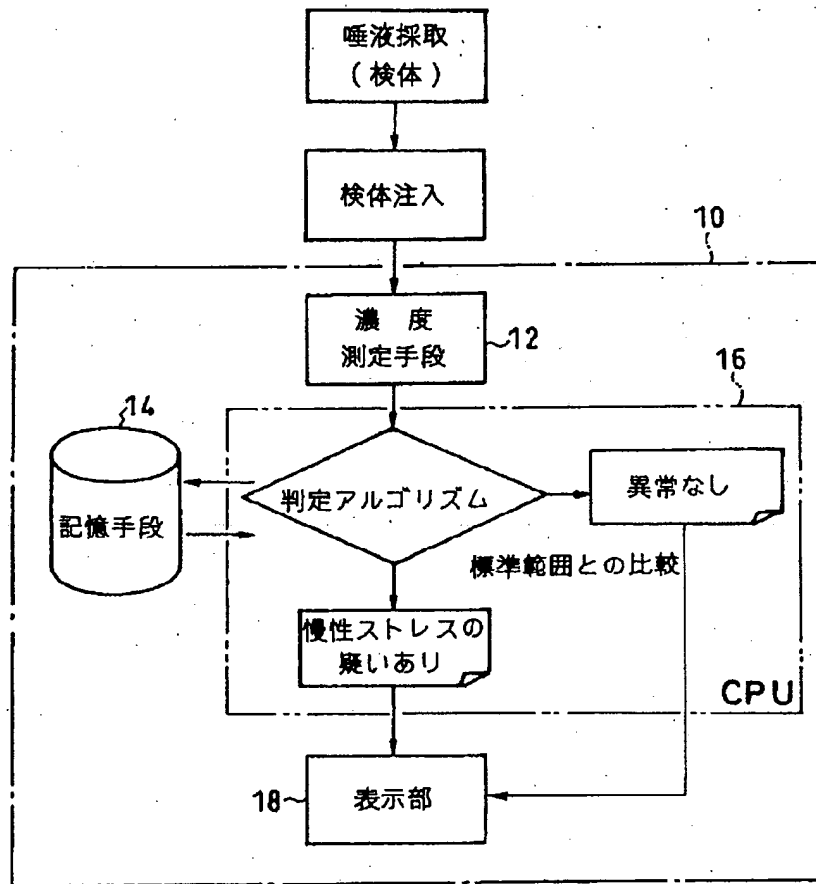 唾液採取
(検体)
検体注入
10
濃 度
測定手段
12
16
14
判定アルゴリズム
異常なし
記憶手段
標準範囲との比較
慢性ストレスの
疑いあり
CPU
18
表示部